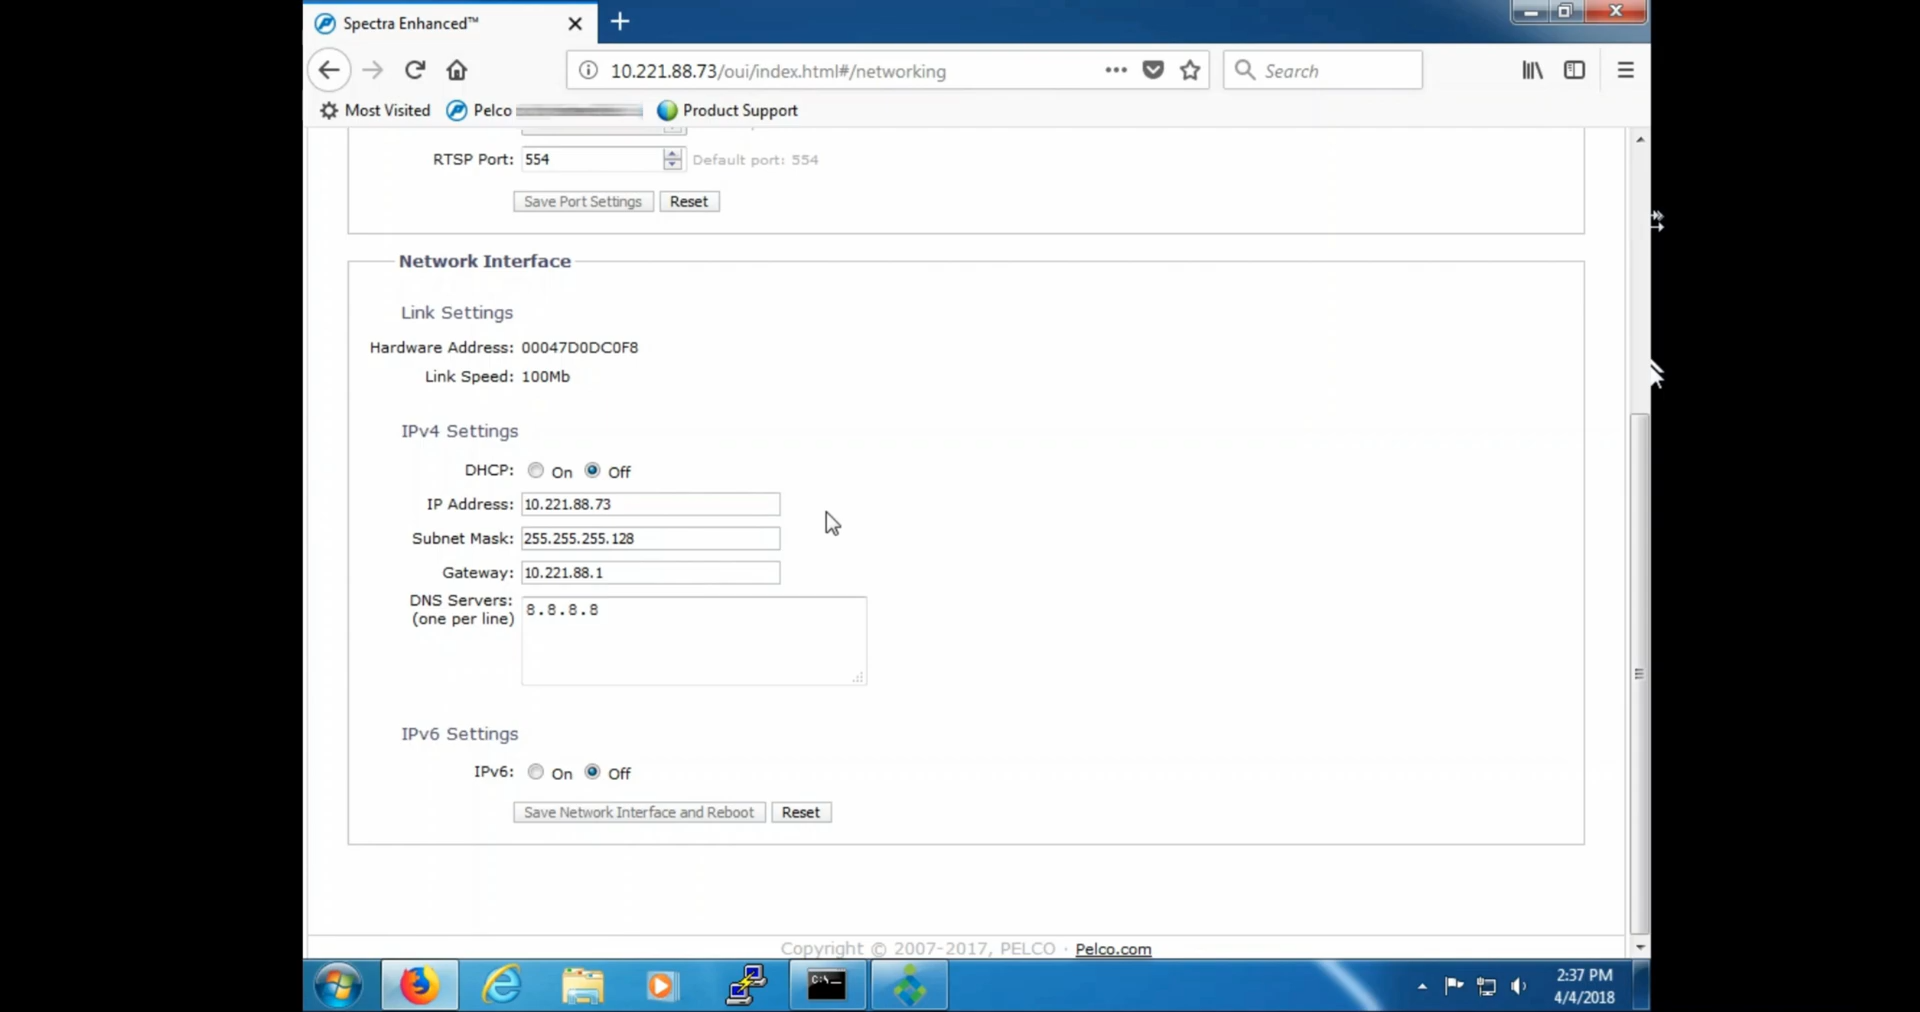 Spectra Enhanced™
10.221.88.73/oui/index.html#/networking
Search
Most Visited
Pelco
Product Support
RTSP Port: 554 Default port: 554
Save Port Settings Reset
Network Interface
Link Settings
Hardware Address: 00047D0DC0F8
Link Speed: 100Mb
IPv4 Settings
DHCP: On Off
IP Address: 10.221.88.73
Subnet Mask: 255.255.255.128
Gateway: 10.221.88.1
DNS Servers: 8.8.8.8
(one per line)
IPv6 Settings
IPv6: On Off
Save Network Interface and Reboot Reset
Copyright © 2007-2017, PELCO · Pelco.com
C:\._
2:37 PM
4/4/2018